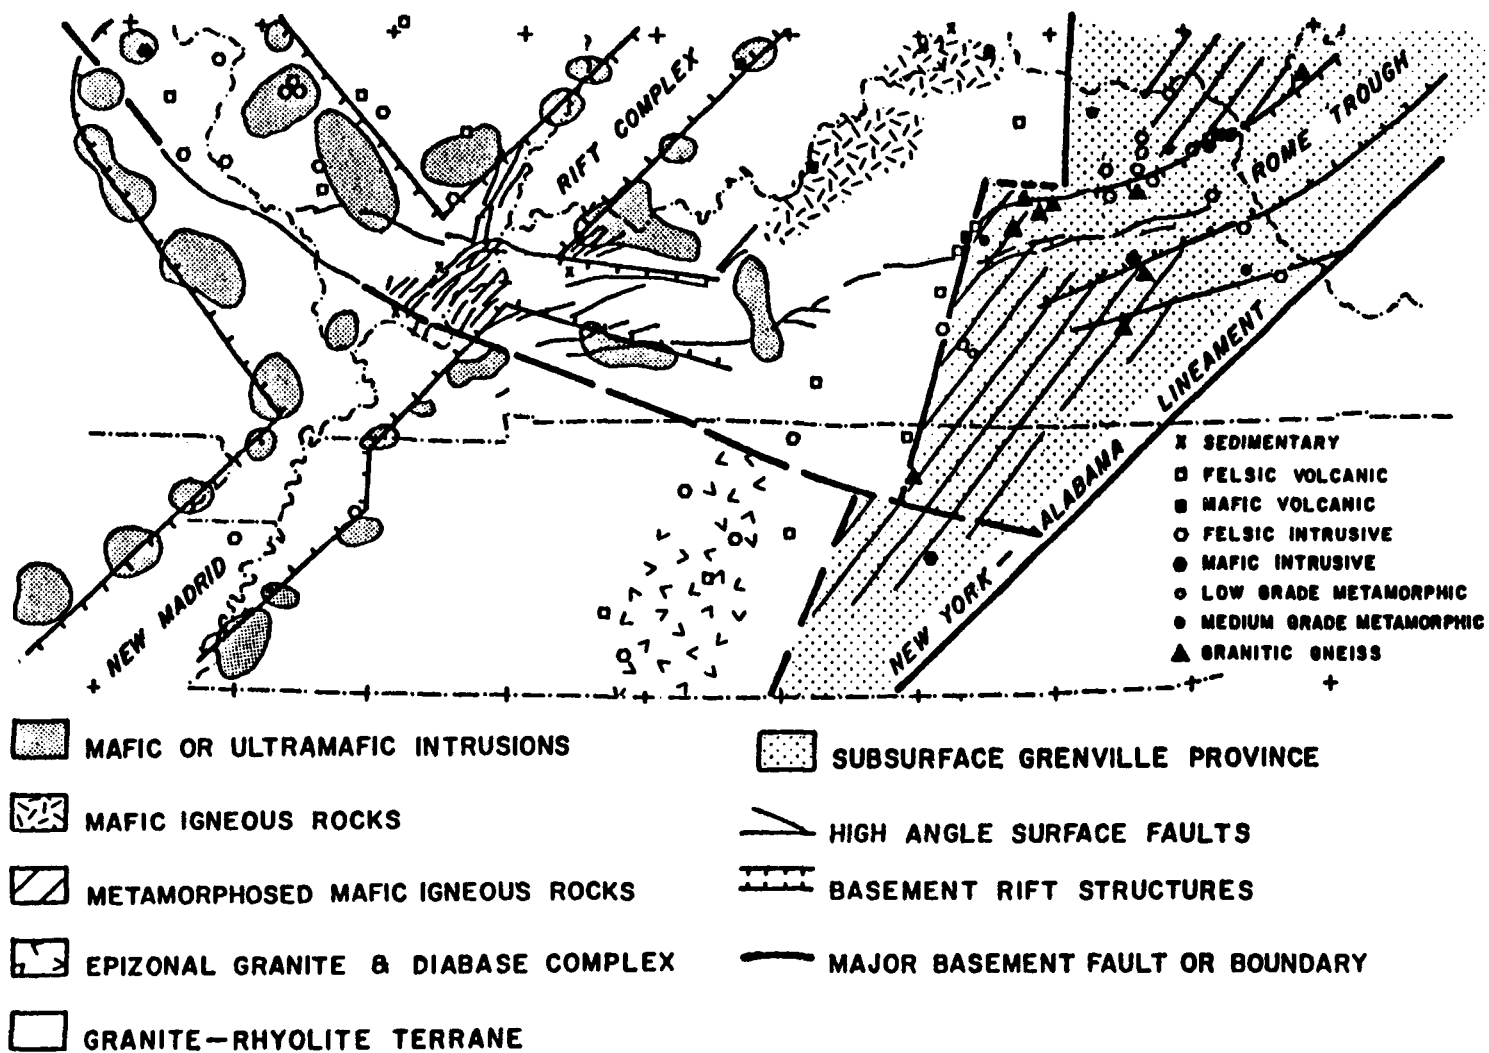 RIFT COMPLEX
ROME TROUGH
NEW MADRID
NEW YORK — ALABAMA LINEAMENT
x SEDIMENTARY
FELSIC VOLCANIC
MAFIC VOLCANIC
FELSIC INTRUSIVE
MAFIC INTRUSIVE
LOW GRADE METAMORPHIC
MEDIUM GRADE METAMORPHIC
GRANITIC GNEISS
MAFIC OR ULTRAMAFIC INTRUSIONS
MAFIC IGNEOUS ROCKS
METAMORPHOSED MAFIC IGNEOUS ROCKS
EPIZONAL GRANITE & DIABASE COMPLEX
GRANITE—RHYOLITE TERRANE
SUBSURFACE GRENVILLE PROVINCE
HIGH ANGLE SURFACE FAULTS
BASEMENT RIFT STRUCTURES
MAJOR BASEMENT FAULT OR BOUNDARY